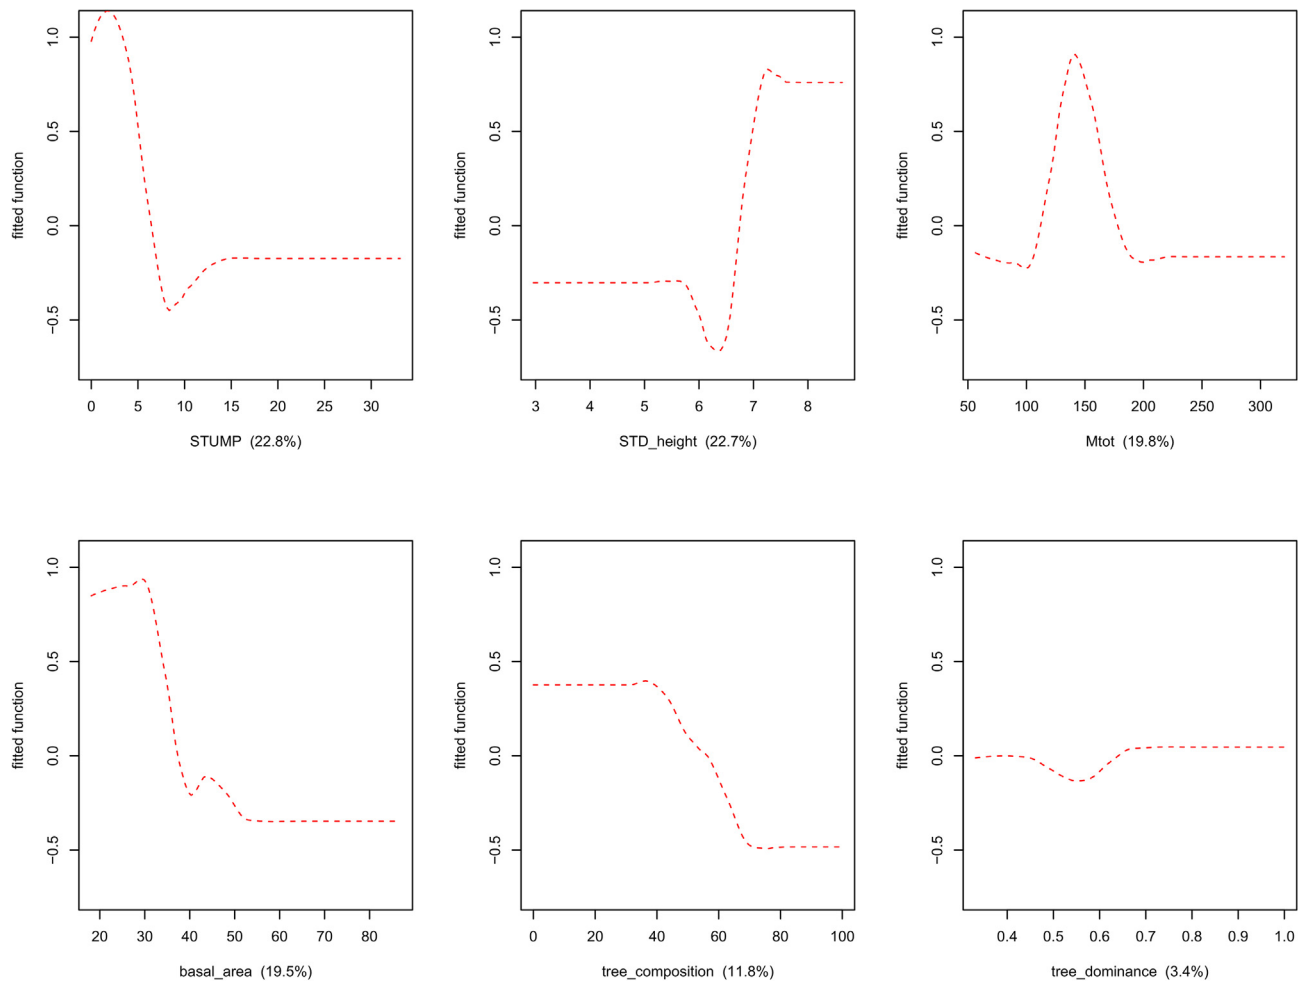 fitted function
1.0
0.5
0.0
−0.5
0 5 10 15 20 25 30
STUMP (22.8%)
fitted function
1.0
0.5
0.0
−0.5
3 4 5 6 7 8
STD_height (22.7%)
fitted function
1.0
0.5
0.0
−0.5
50 100 150 200 250 300
Mtot (19.8%)
fitted function
1.0
0.5
0.0
−0.5
20 30 40 50 60 70 80
basal_area (19.5%)
fitted function
1.0
0.5
0.0
−0.5
0 20 40 60 80 100
tree_composition (11.8%)
fitted function
1.0
0.5
0.0
−0.5
0.4 0.5 0.6 0.7 0.8 0.9 1.0
tree_dominance (3.4%)